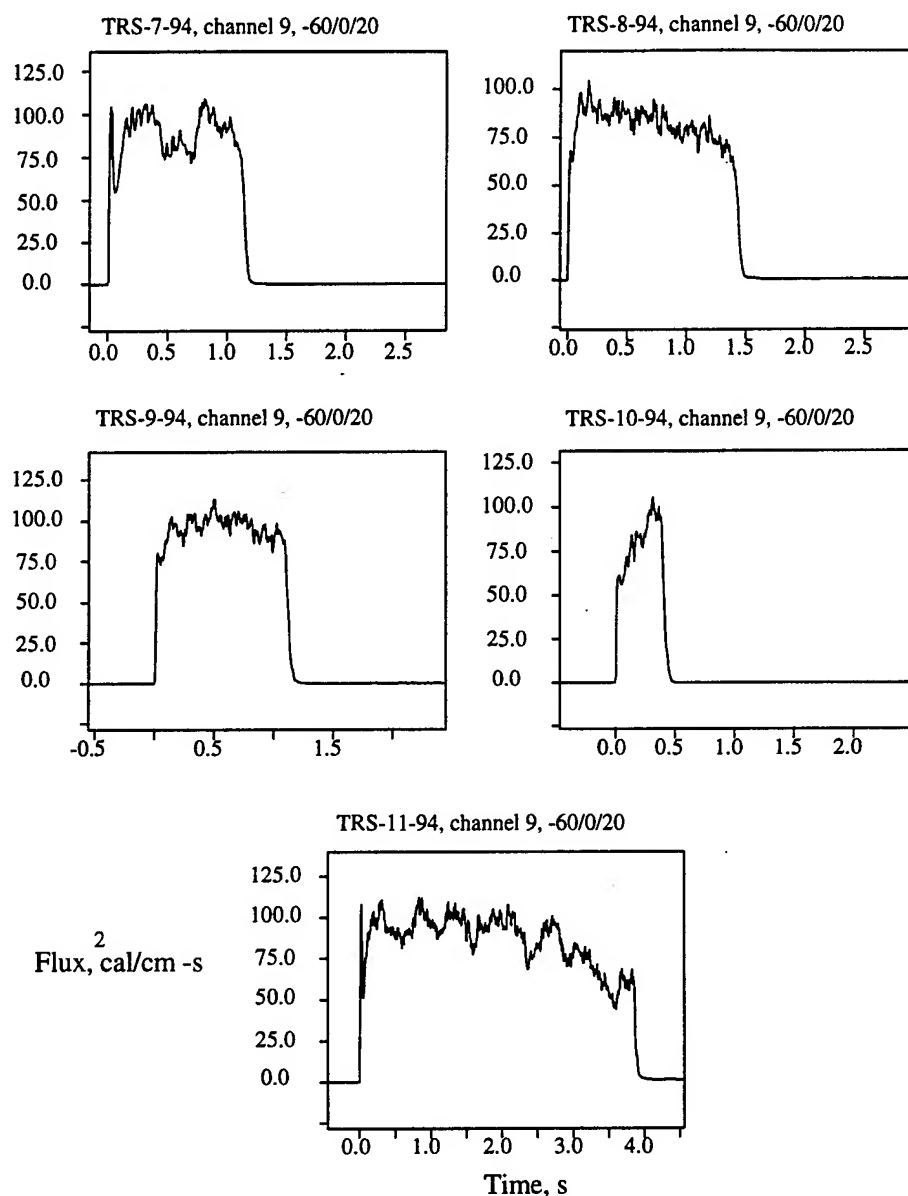 TRS-7-94, channel 9, -60/0/20
125.0
100.0
75.0
50.0
25.0
0.0
0.0 0.5 1.0 1.5 2.0 2.5
TRS-8-94, channel 9, -60/0/20
125.0
100.0
75.0
50.0
25.0
0.0
0.0 0.5 1.0 1.5 2.0 2.5
TRS-9-94, channel 9, -60/0/20
125.0
100.0
75.0
50.0
25.0
0.0
-0.5 0.5 1.5
TRS-10-94, channel 9, -60/0/20
125.0
100.0
75.0
50.0
25.0
0.0
0.0 0.5 1.0 1.5 2.0
TRS-11-94, channel 9, -60/0/20
125.0
100.0
75.0
50.0
25.0
0.0
0.0 1.0 2.0 3.0 4.0
2
Flux, cal/cm -s
Time, s